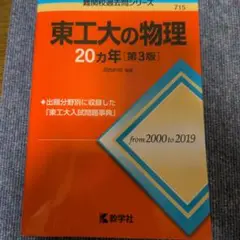 難関校過去問シリーズ
715
東工大の物理
20カ年[第3版]
●出題分野別に収録した
「東工大入試問題事典」
from 2000 to 2019
教学社